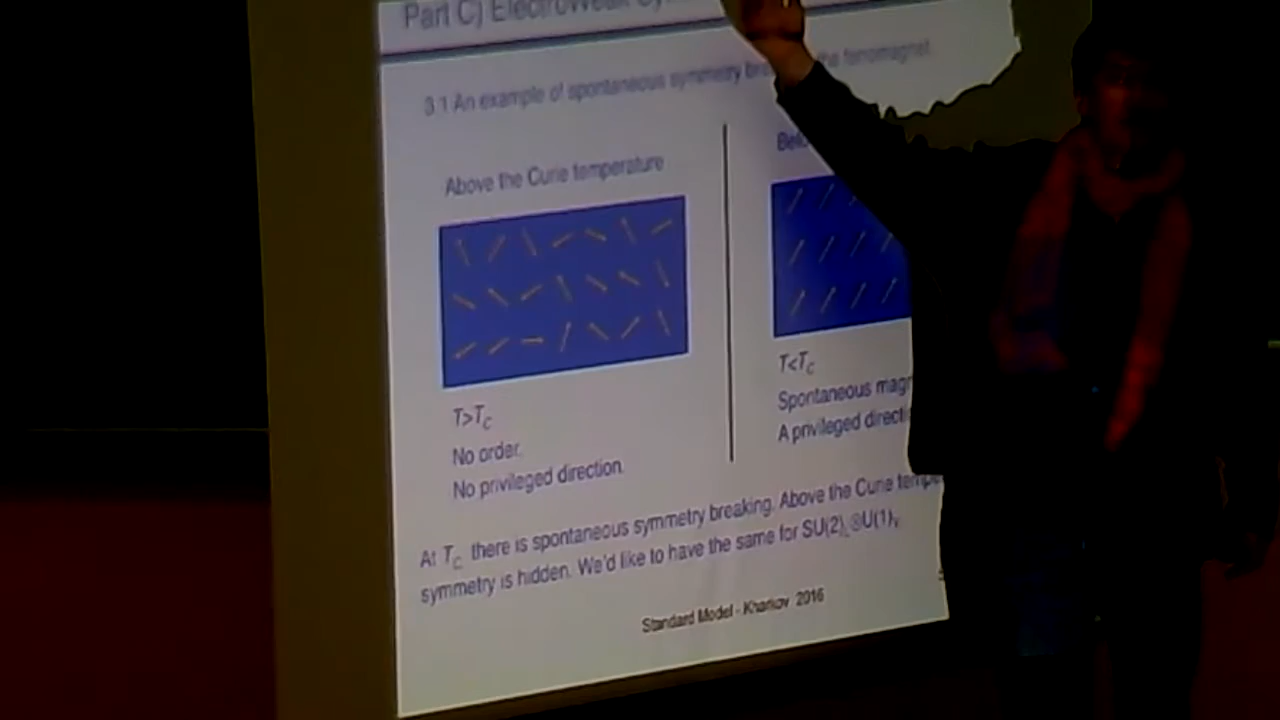 Part C) ElectroWeak Sy
3.1 An example of spontaneous symmetry the ferromagnet
Above the Curie temperature
T>T_C
No order.
No privileged direction.
Belo
T<T_C
Spontaneous magn
A privileged directi
At T_C there is spontaneous symmetry breaking. Above the Curie tempe
symmetry is hidden. We'd like to have the same for SU(2)_L⊗U(1)_Y
Standard Model - Kharkov 2016